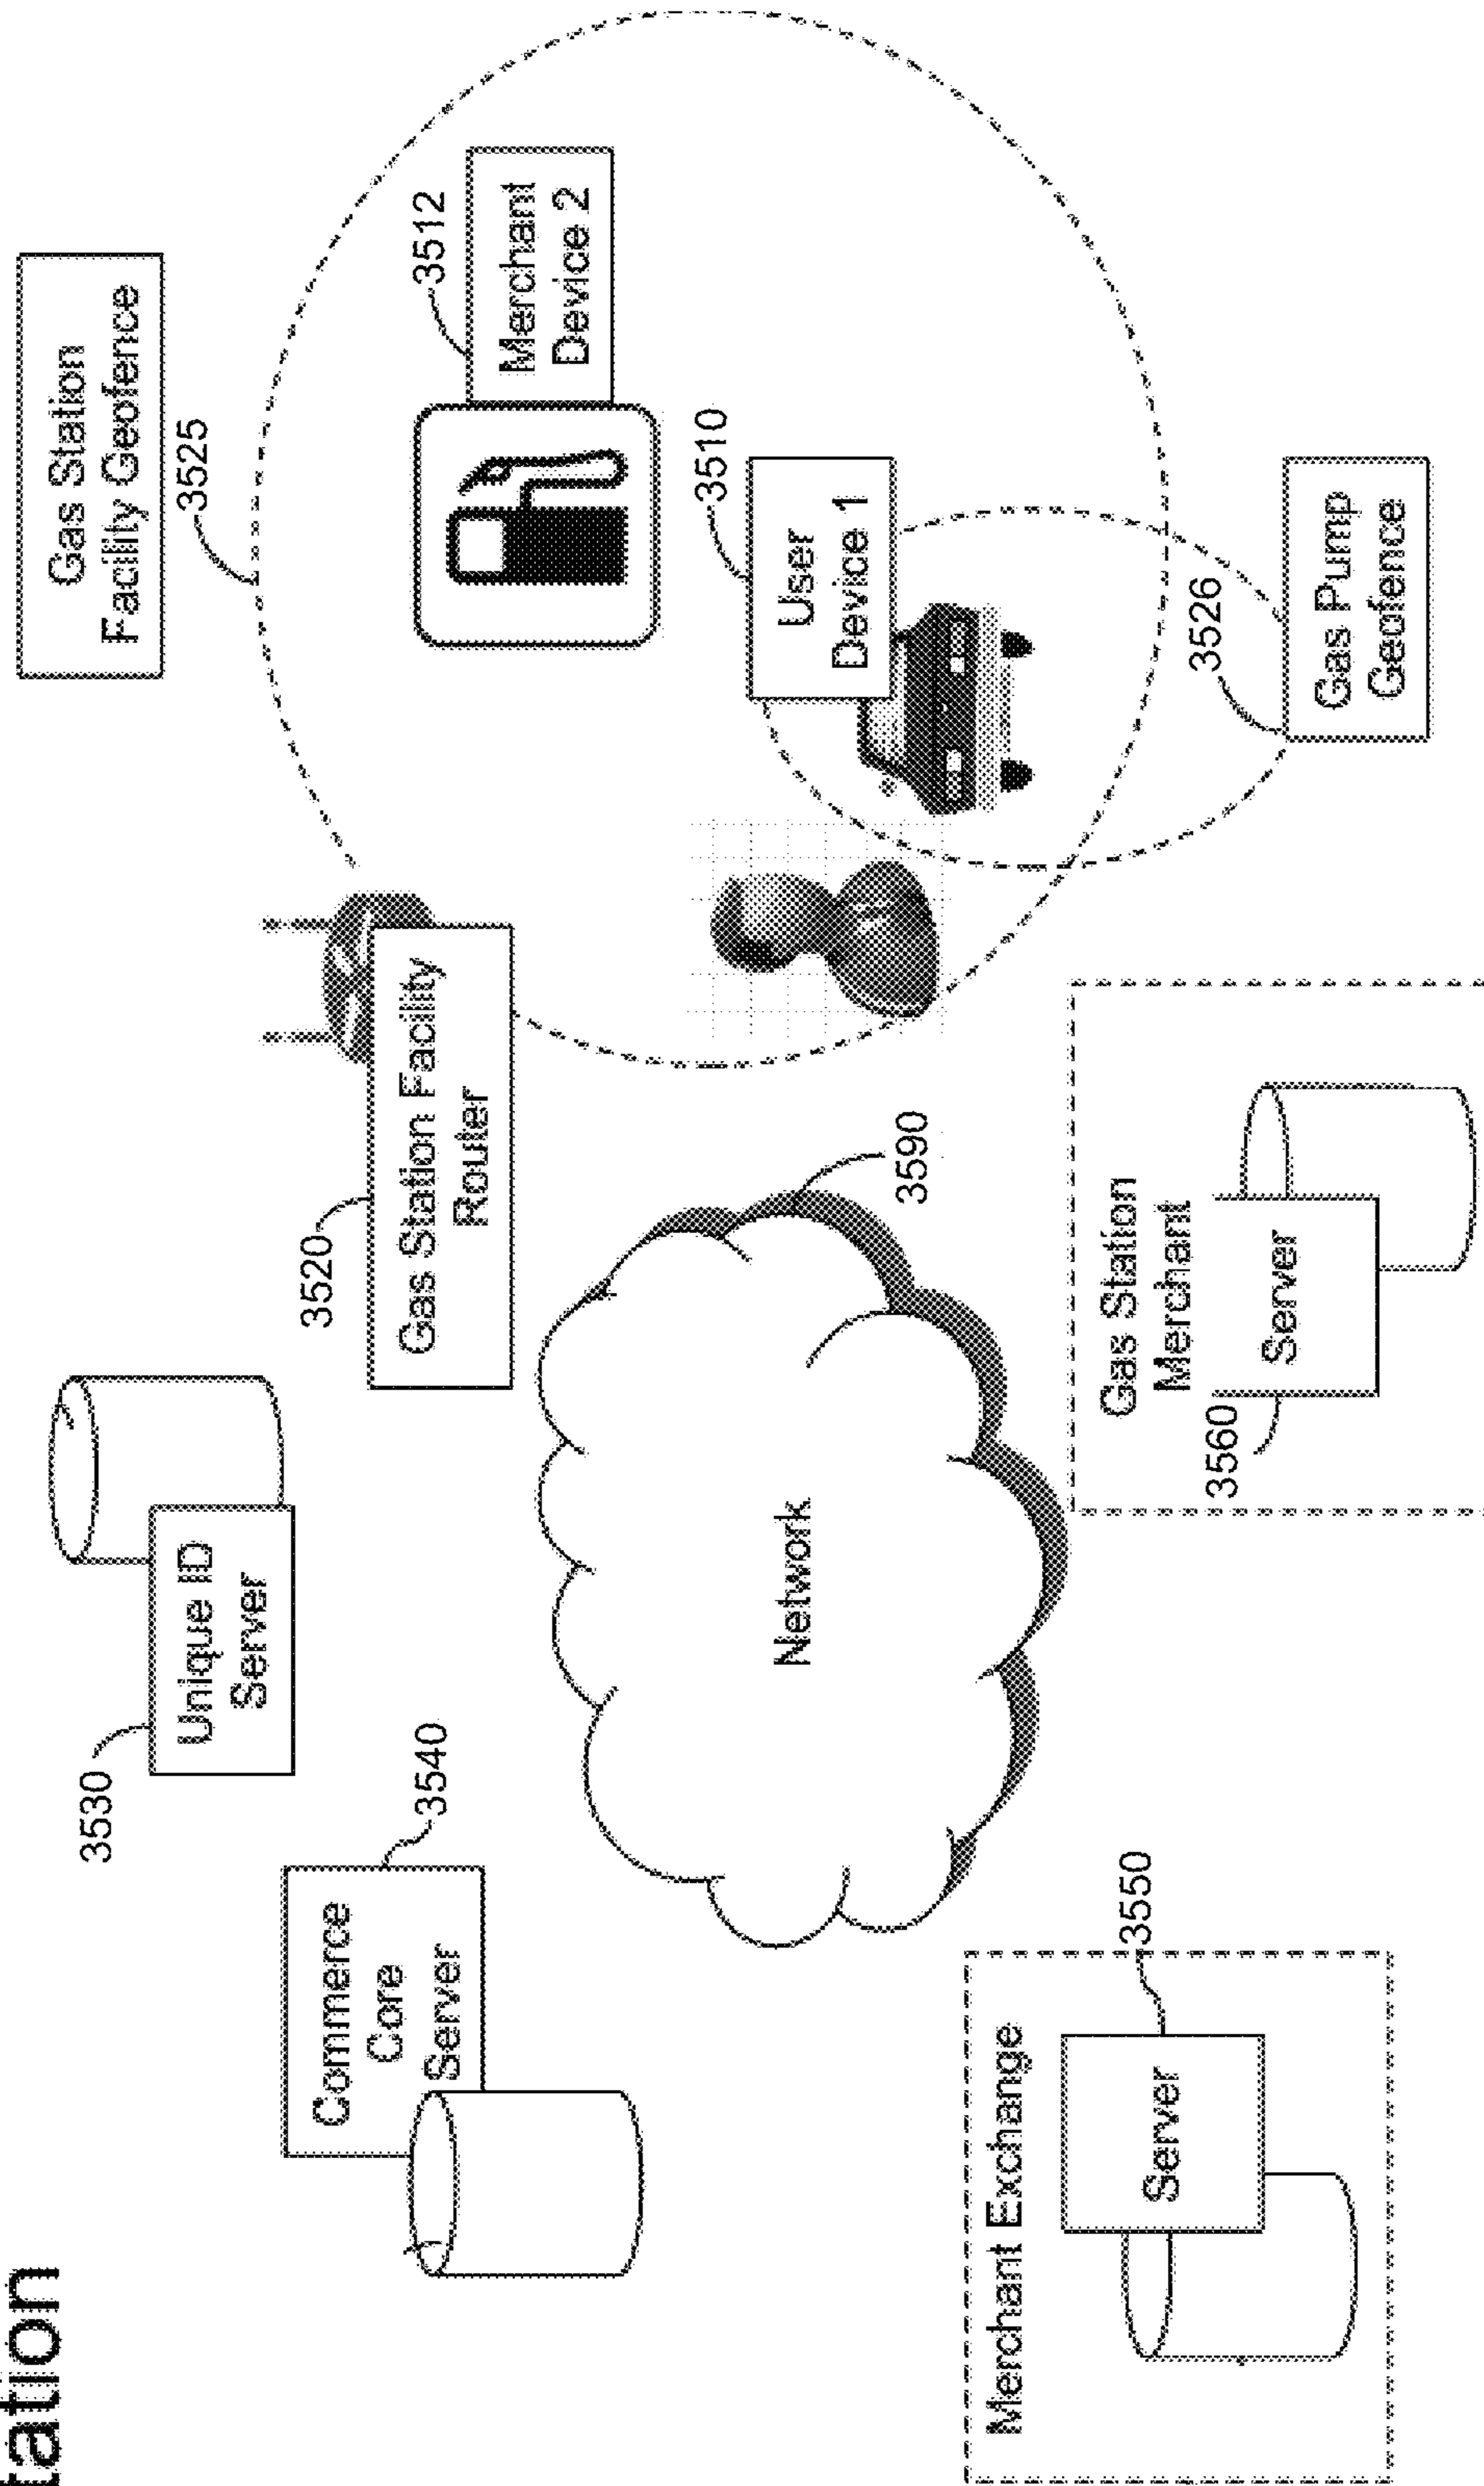 tation
3530
Unique ID
Server
Commerce
Core
Server
3540
3520
Gas Station Facility
Router
Gas Station
Facility Geofence
3525
3512
Merchant
Device 2
3510
User
Device 1
Network
3590
Merchant Exchange
3550
Server
Gas Station
Merchant
3560
Server
3526
Gas Pump
Geofence